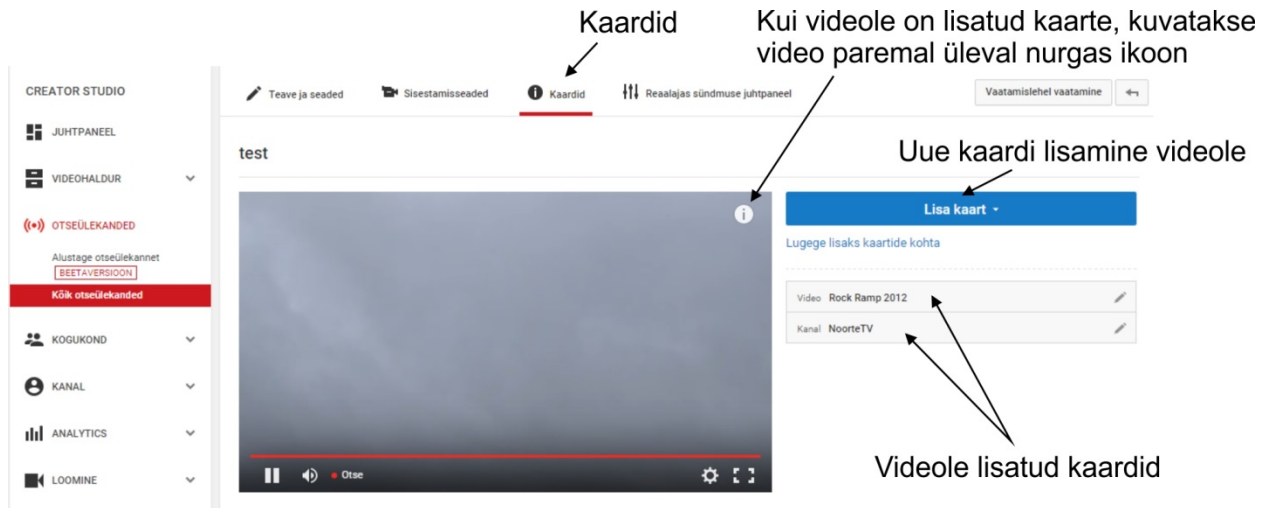 Kaardid
Kui videole on lisatud kaarte, kuvatakse
video paremal üleval nurgas ikoon
CREATOR STUDIO
Teave ja seaded
Sisestamisseaded
Kaardid
Reaalajas sündmuse juhtpaneel
Vaatamislehel vaatamine
JUHTPANEEL
test
Uue kaardi lisamine videole
VIDEOHALDUR
OTSEÜLEKANDED
Lisa kaart
Lugege lisaks kaartide kohta
Alustage otseülekannet
BEETAVERSIOON
Kõik otseülekanded
Video Rock Ramp 2012
Kanal NoorteTV
KOGUKOND
KANAL
ANALYTICS
LOOMINE
Otse
Videole lisatud kaardid